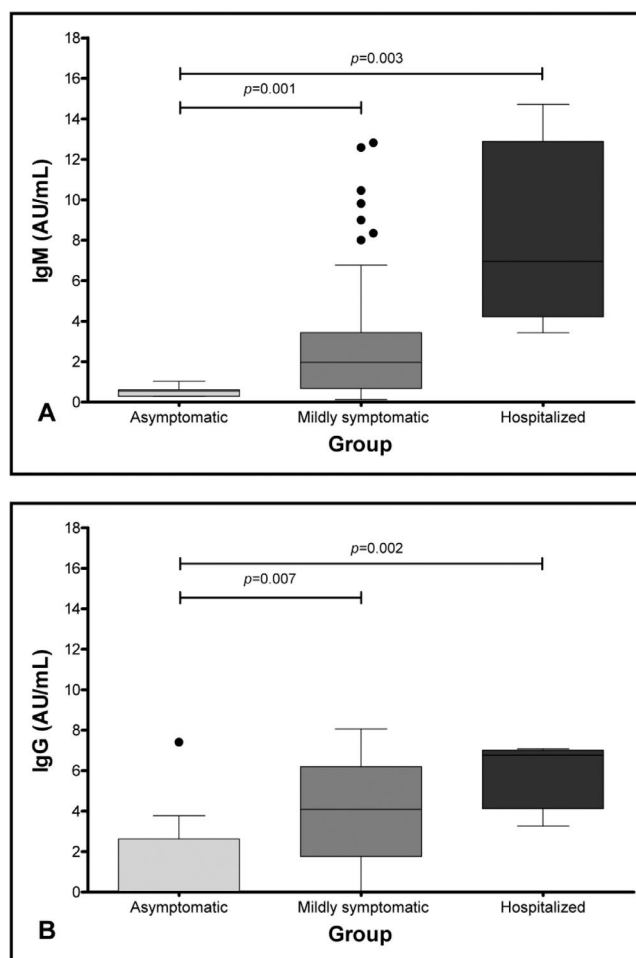 18
16
14
12
10
8
6
4
2
0
IgM (AU/mL)
p=0.003
p=0.001
A
Asymptomatic Mildly symptomatic Hospitalized
Group
18
16
14
12
10
8
6
4
2
0
IgG (AU/mL)
p=0.002
p=0.007
B
Asymptomatic Mildly symptomatic Hospitalized
Group